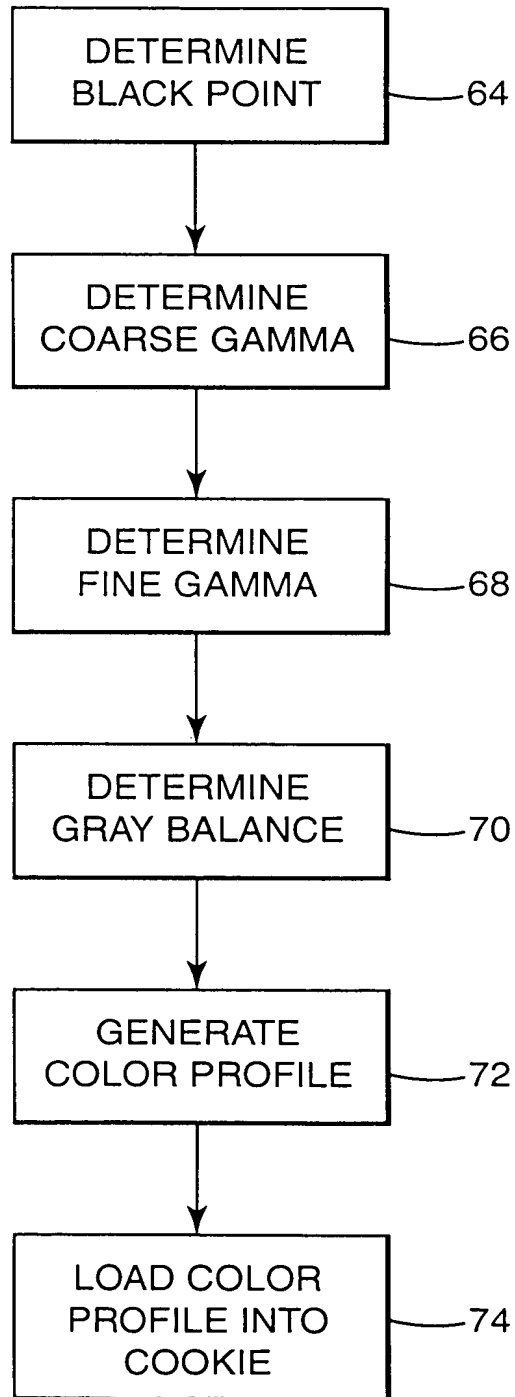 DETERMINE
BLACK POINT
64
DETERMINE
COARSE GAMMA
66
DETERMINE
FINE GAMMA
68
DETERMINE
GRAY BALANCE
70
GENERATE
COLOR PROFILE
72
LOAD COLOR
PROFILE INTO
COOKIE
74